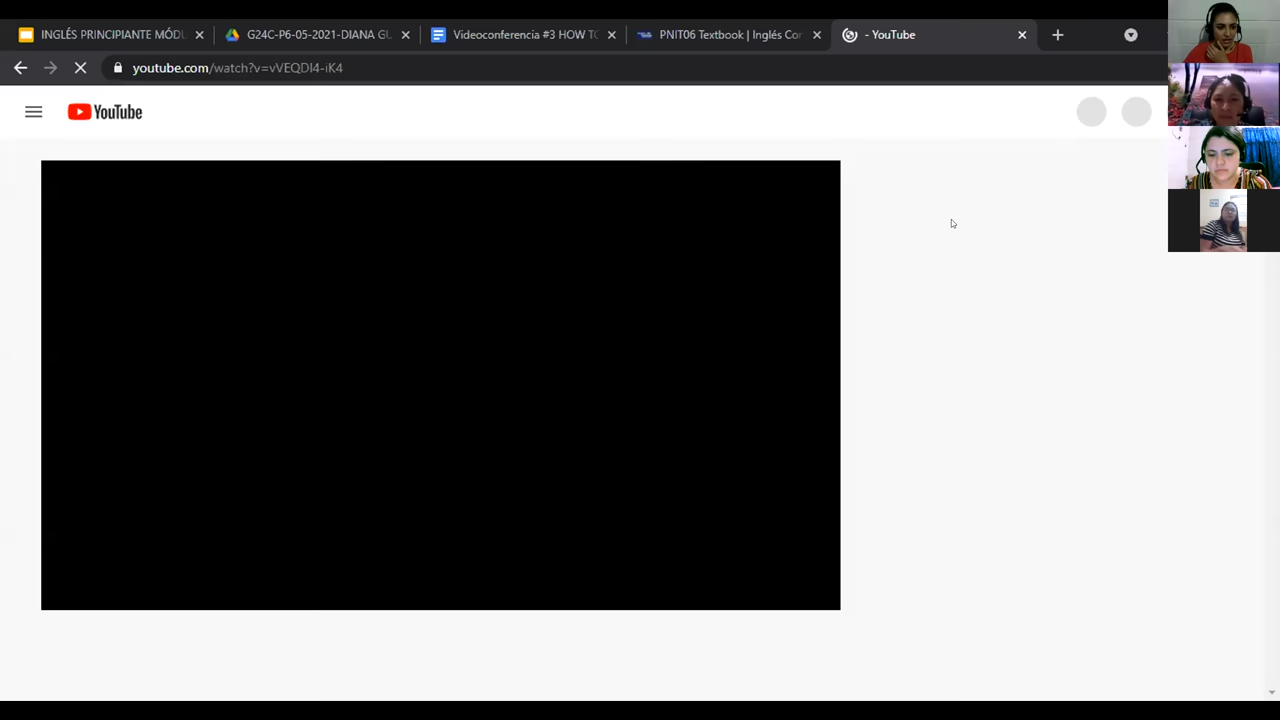 INGLÉS PRINCIPIANTE MÓDU
G24C-P6-05-2021-DIANA GU
Videoconferencia #3 HOW TO
PNIT06 Textbook | Inglés Cor
- YouTube
youtube.com/watch?v=vVEQDI4-iK4
YouTube